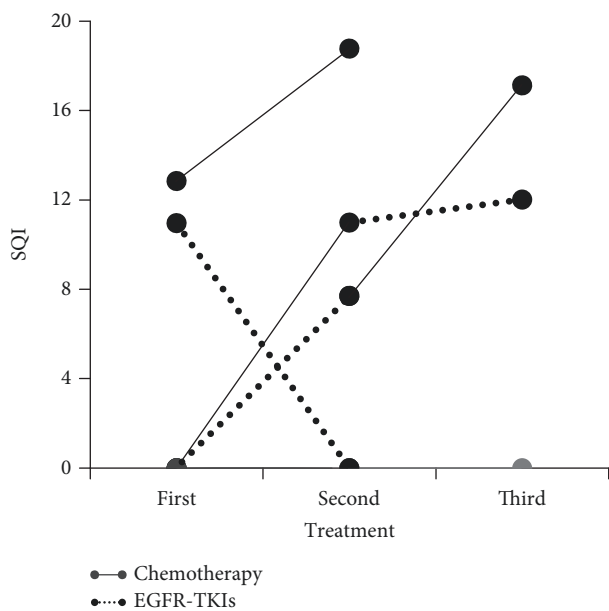 20
16
12
8
4
0
SQI
First Second Third
Treatment
Chemotherapy
EGFR-TKIs